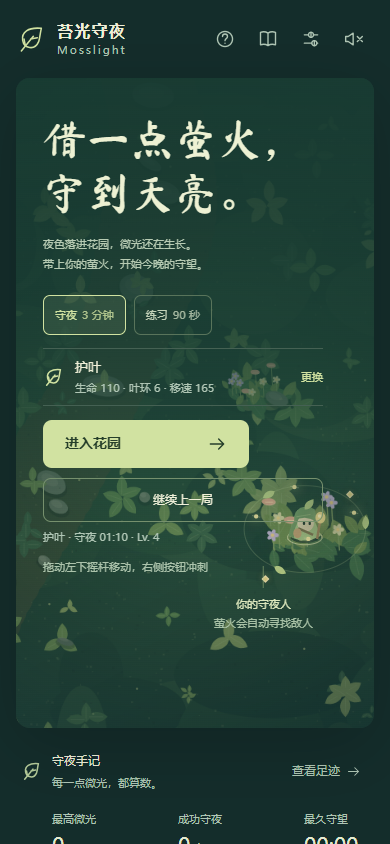 苔光守夜
Mosslight
借一点萤火，
守到天亮。
夜色落进花园，微光还在生长。
带上你的萤火，开始今晚的守望。
守夜 3 分钟
练习 90 秒
护叶
生命 110 · 叶环 6 · 移速 165
更换
进入花园
继续上一局
护叶 · 守夜 01:10 · Lv. 4
拖动左下摇杆移动，右侧按钮冲刺
你的守夜人
萤火会自动寻找敌人
守夜手记
每一点微光，都算数。
查看足迹
最高微光
成功守夜
最久守望